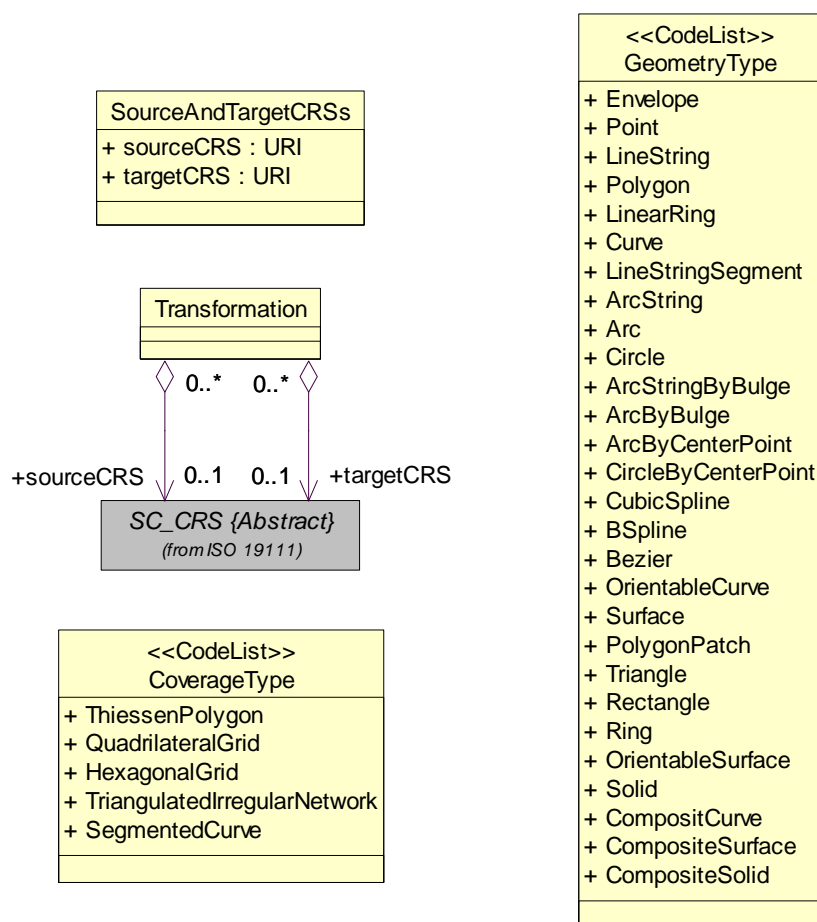 SourceAndTargetCRSs
+ sourceCRS : URI
+ targetCRS : URI
Transformation
0..*
0..*
+sourceCRS
0..1
0..1
+targetCRS
SC_CRS {Abstract}
(from ISO 19111)
<<CodeList>>
CoverageType
+ ThiessenPolygon
+ QuadrilateralGrid
+ HexagonalGrid
+ TriangulatedIrregularNetwork
+ SegmentedCurve
<<CodeList>>
GeometryType
+ Envelope
+ Point
+ LineString
+ Polygon
+ LinearRing
+ Curve
+ LineStringSegment
+ ArcString
+ Arc
+ Circle
+ ArcStringByBulge
+ ArcByBulge
+ ArcByCenterPoint
+ CircleByCenterPoint
+ CubicSpline
+ BSpline
+ Bezier
+ OrientableCurve
+ Surface
+ PolygonPatch
+ Triangle
+ Rectangle
+ Ring
+ OrientableSurface
+ Solid
+ CompositCurve
+ CompositeSurface
+ CompositeSolid